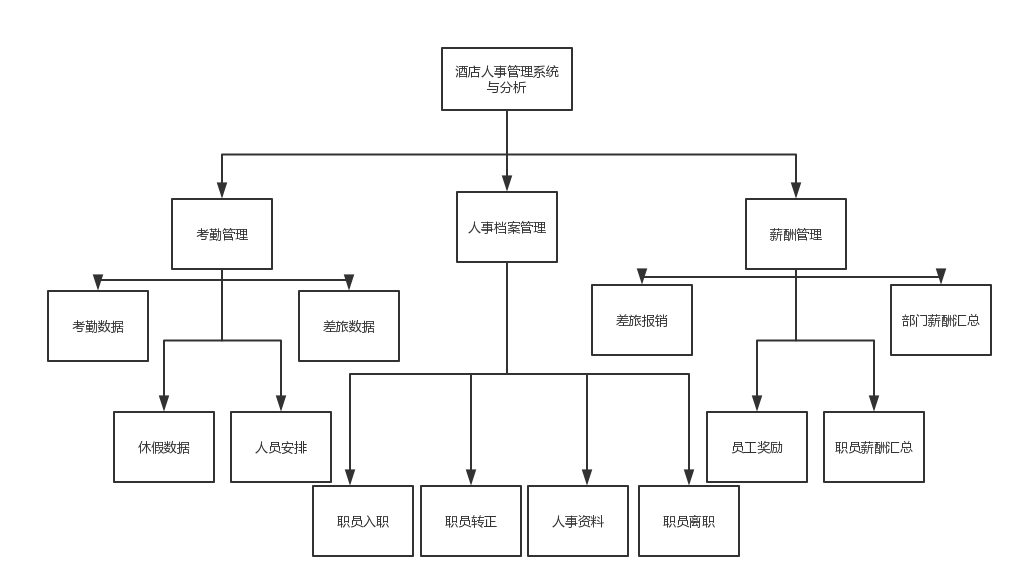 酒店人事管理系统
与分析
考勤管理
人事档案管理
薪酬管理
考勤数据
差旅数据
差旅报销
部门薪酬汇总
休假数据
人员安排
员工奖励
职员薪酬汇总
职员入职
职员转正
人事资料
职员离职